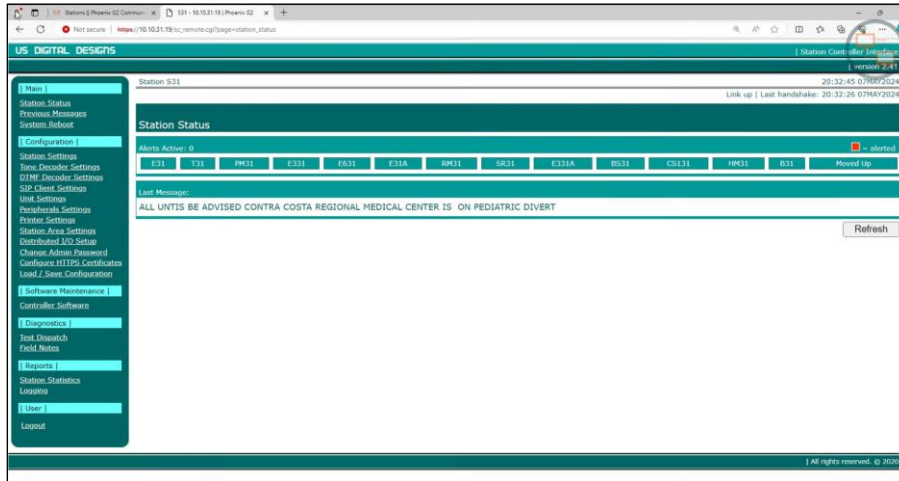 Stations | Phoenix G2 Commun
S31 - 10.10.31.19 | Phoenix G2
Not secure | https://10.10.31.19/sc_remote.cgi?page=station_status
US DIGITAL DESIGNS
| Station Controller Interface
| version 2.41
| Main |
Station Status
Previous Messages
System Reboot
| Configuration |
Station Settings
Tone Decoder Settings
DTMF Decoder Settings
SIP Client Settings
Unit Settings
Peripherals Settings
Printer Settings
Station Area Settings
Distributed I/O Setup
Change Admin Password
Configure HTTPS Certificates
Load / Save Configuration
| Software Maintenance |
Controller Software
| Diagnostics |
Test Dispatch
Field Notes
| Reports |
Station Statistics
Logging
| User |
Logout
Station S31
20:32:45 07MAY2024
Link up | Last handshake: 20:32:26 07MAY2024
Station Status
Alerts Active: 0
= alerted
E31 T31 PM31 E331 E631 E31A RM31 SR31 E331A BS31 CS131 HM31 B31 Moved Up
Last Message:
ALL UNTIS BE ADVISED CONTRA COSTA REGIONAL MEDICAL CENTER IS ON PEDIATRIC DIVERT
Refresh
| All rights reserved. © 2020